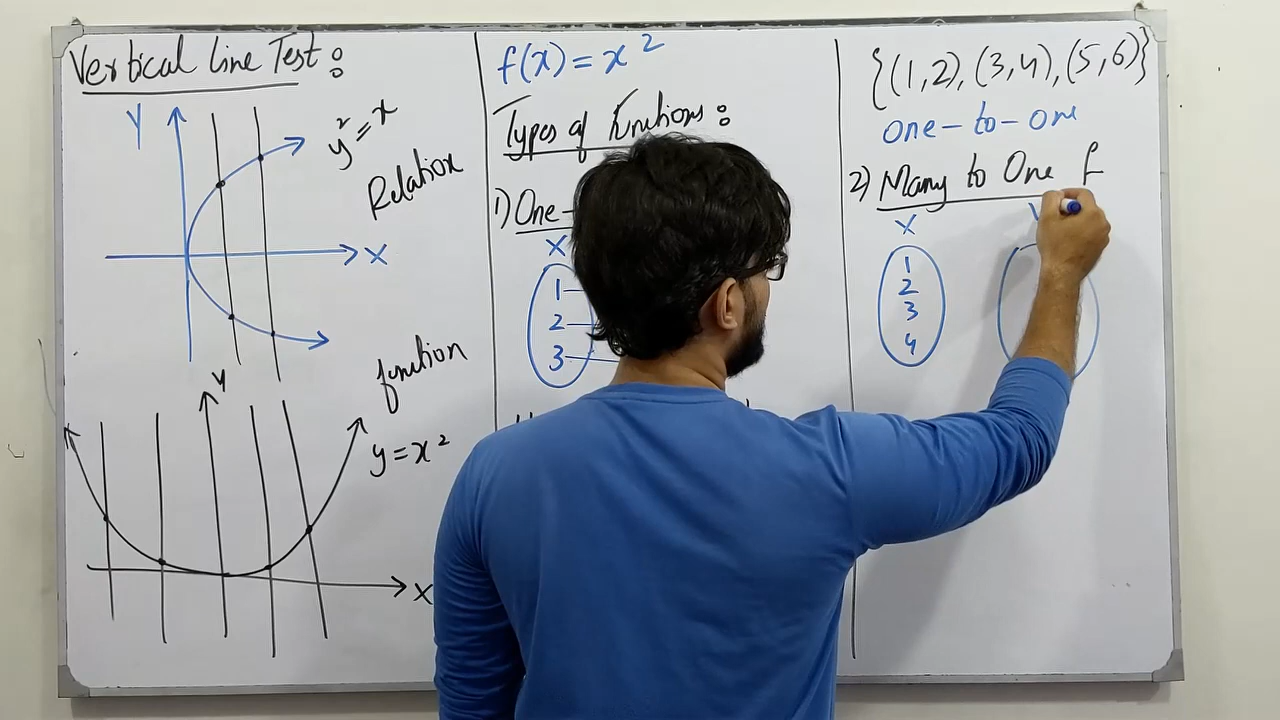 Vertical Line Test :
Y
y² = x
Relation
X
function
y
y = x²
X
f(x) = x²
Types of Functions :
1) One-
X
1
2
3
{(1,2), (3,4), (5,6)}
one-to-one
2) Many to One f
X
1
2
3
4